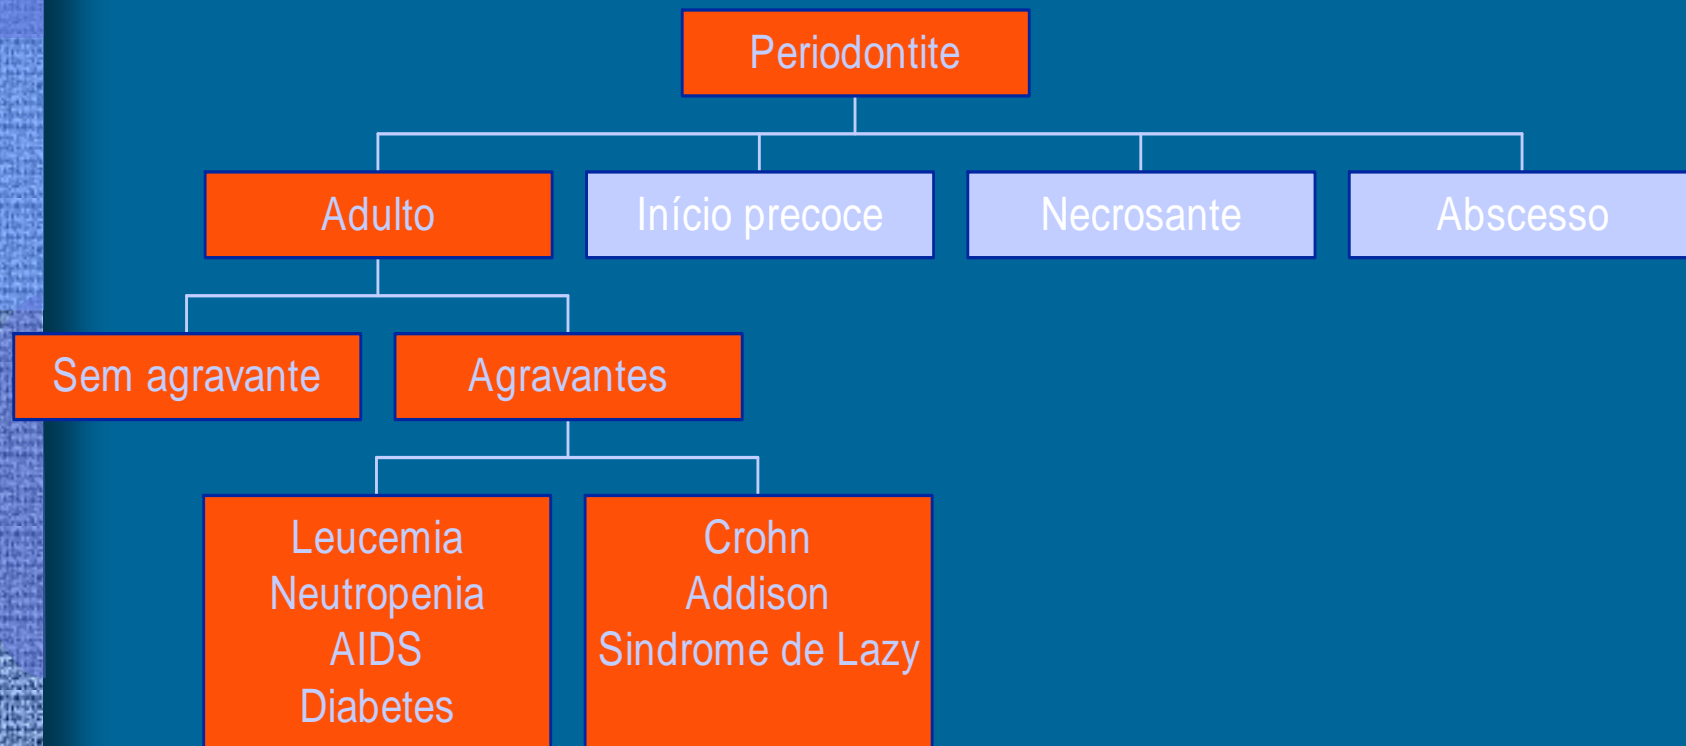 Periodontite
Adulto
Início precoce
Necrosante
Abscesso
Sem agravante
Agravantes
Leucemia
Neutropenia
AIDS
Diabetes
Crohn
Addison
Sindrome de Lazy